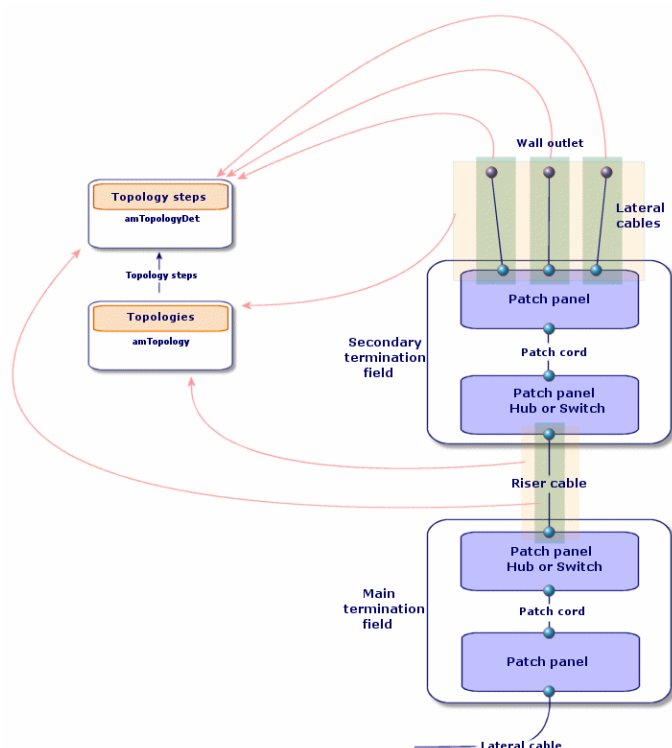 Wall outlet
Topology steps
amTopologyDet
Lateral
cables
Topology steps
Topologies
amTopology
Patch panel
Secondary
termination
field
Patch cord
Patch panel
Hub or Switch
Riser cable
Patch panel
Hub or Switch
Main
termination
field
Patch cord
Patch panel
Lateral cable